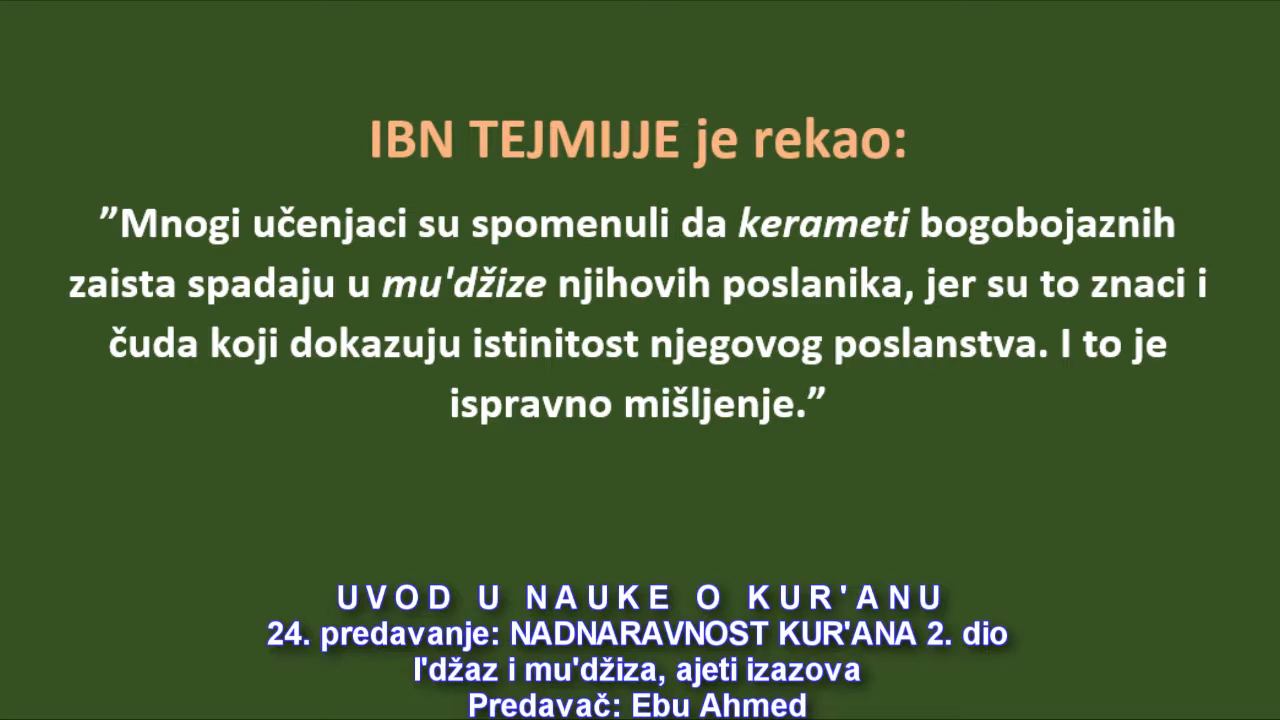 IBN TEJMIJJE je rekao:
”Mnogi učenjaci su spomenuli da kerameti bogobojaznih
zaista spadaju u mu'džize njihovih poslanika, jer su to znaci i
čuda koji dokazuju istinitost njegovog poslanstva. I to je
ispravno mišljenje.”
UVOD U NAUKE O KUR'ANU
24. predavanje: NADNARAVNOST KUR'ANA 2. dio
I'džaz i mu'džiza, ajeti izazova
Predavač: Ebu Ahmed